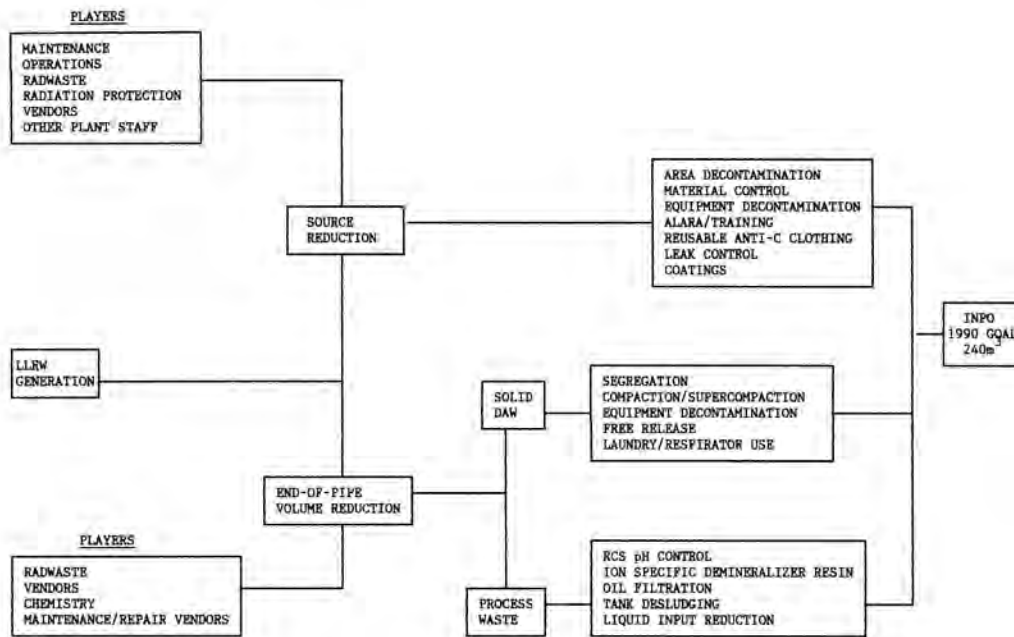 PLAYERS
MAINTENANCE
OPERATIONS
RADWASTE
RADIATION PROTECTION
VENDORS
OTHER PLANT STAFF
SOURCE
REDUCTION
AREA DECONTAMINATION
MATERIAL CONTROL
EQUIPMENT DECONTAMINATION
ALARA/TRAINING
REUSABLE ANTI-C CLOTHING
LEAK CONTROL
COATINGS
INPO
1990 GOAL
240m³
LLRW
GENERATION
SOLID
DAW
SEGREGATION
COMPACTION/SUPERCOMPACTION
EQUIPMENT DECONTAMINATION
FREE RELEASE
LAUNDRY/RESPIRATOR USE
END-OF-PIPE
VOLUME REDUCTION
PLAYERS
RADWASTE
VENDORS
CHEMISTRY
MAINTENANCE/REPAIR VENDORS
PROCESS
WASTE
RCS pH CONTROL
ION SPECIFIC DEMINERALIZER RESIN
OIL FILTRATION
TANK DESLUDGING
LIQUID INPUT REDUCTION